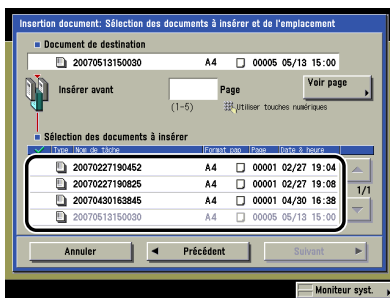 Insertion document: Sélection des documents à insérer et de l'emplacement
Document de destination
20070513150030 A4 00005 05/13 15:00
Insérer avant Page Voir page
(1-5) Utiliser touches numériques
Sélection des documents à insérer
Type Nom de tâche Format pap Page Date & heure
20070227190452 A4 00001 02/27 19:04
20070227190825 A4 00001 02/27 19:08
1/1
20070430163845 A4 00001 04/30 16:38
20070513150030 A4 00005 05/13 15:00
Annuler Précédent Suivant
Moniteur syst.